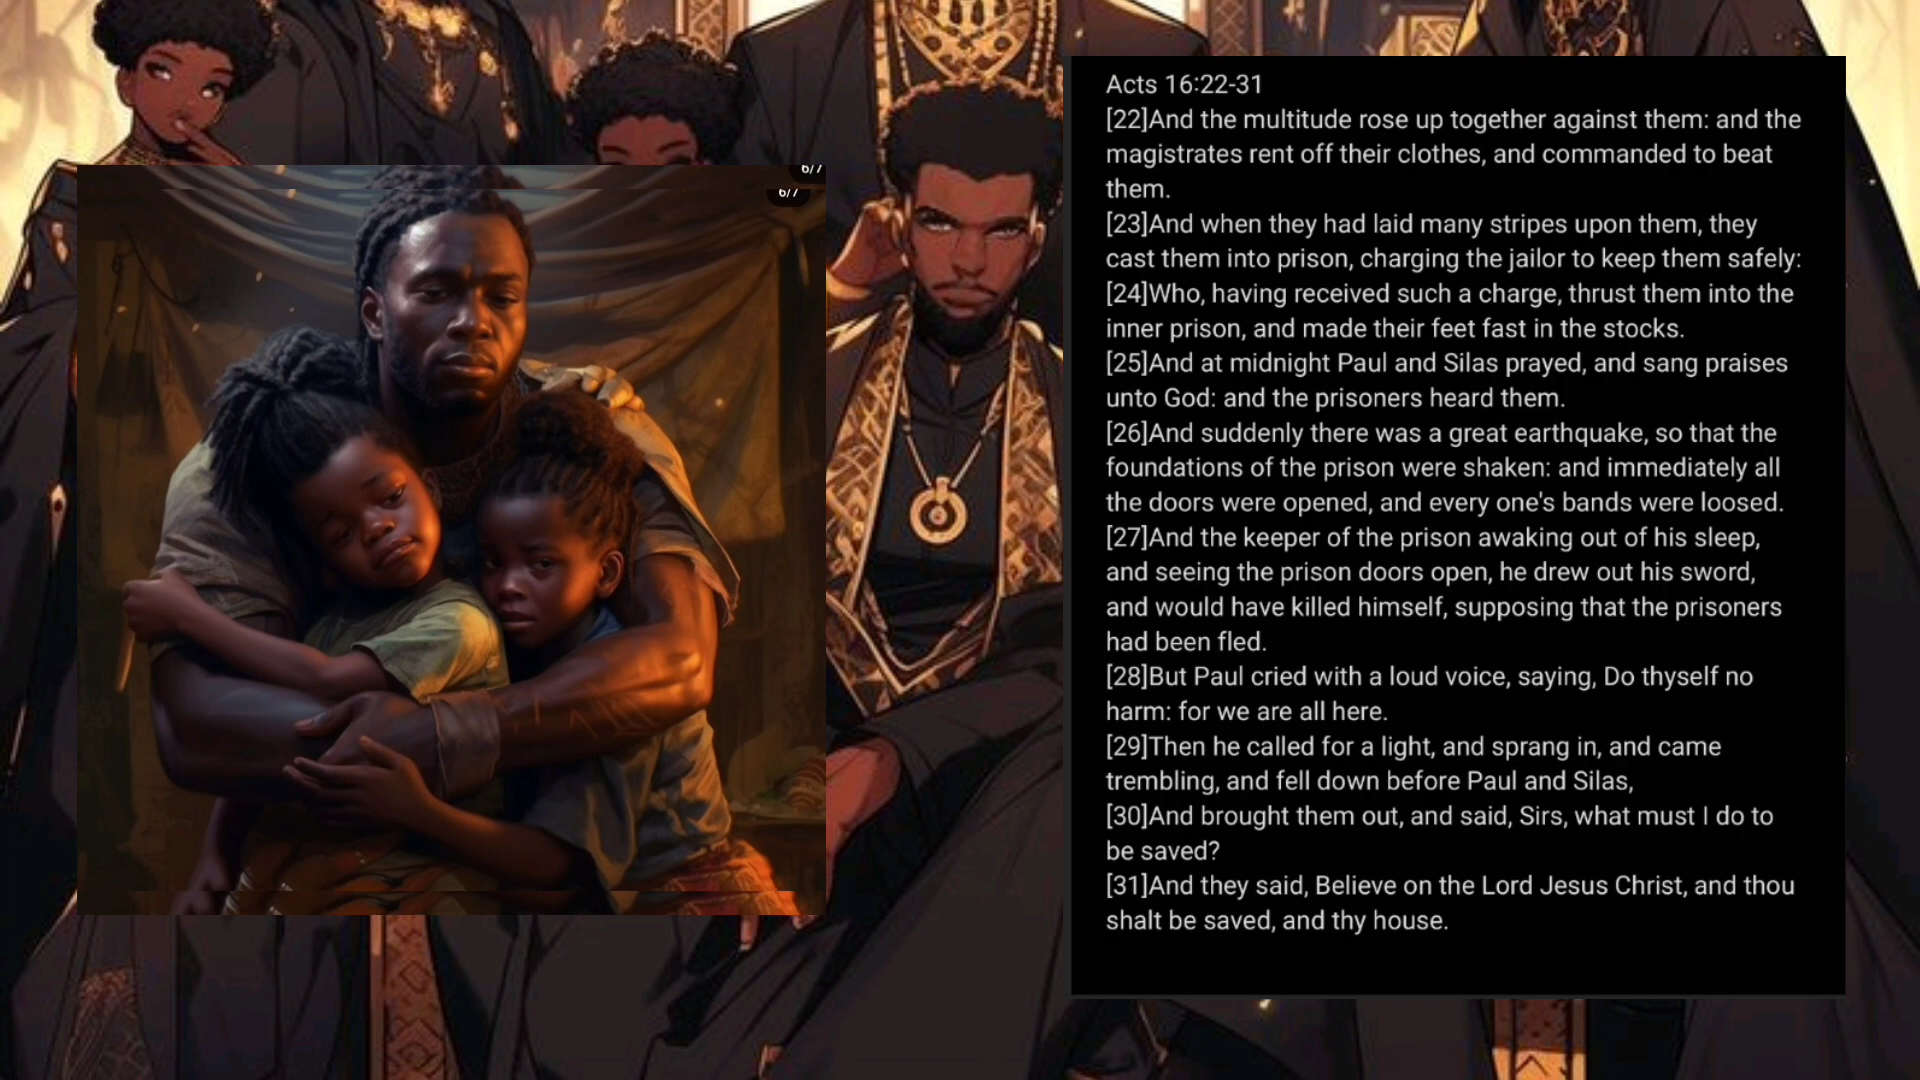 6/7
6/7
Acts 16:22-31
[22]And the multitude rose up together against them: and the
magistrates rent off their clothes, and commanded to beat
them.
[23]And when they had laid many stripes upon them, they
cast them into prison, charging the jailor to keep them safely:
[24]Who, having received such a charge, thrust them into the
inner prison, and made their feet fast in the stocks.
[25]And at midnight Paul and Silas prayed, and sang praises
unto God: and the prisoners heard them.
[26]And suddenly there was a great earthquake, so that the
foundations of the prison were shaken: and immediately all
the doors were opened, and every one's bands were loosed.
[27]And the keeper of the prison awaking out of his sleep,
and seeing the prison doors open, he drew out his sword,
and would have killed himself, supposing that the prisoners
had been fled.
[28]But Paul cried with a loud voice, saying, Do thyself no
harm: for we are all here.
[29]Then he called for a light, and sprang in, and came
trembling, and fell down before Paul and Silas,
[30]And brought them out, and said, Sirs, what must I do to
be saved?
[31]And they said, Believe on the Lord Jesus Christ, and thou
shalt be saved, and thy house.